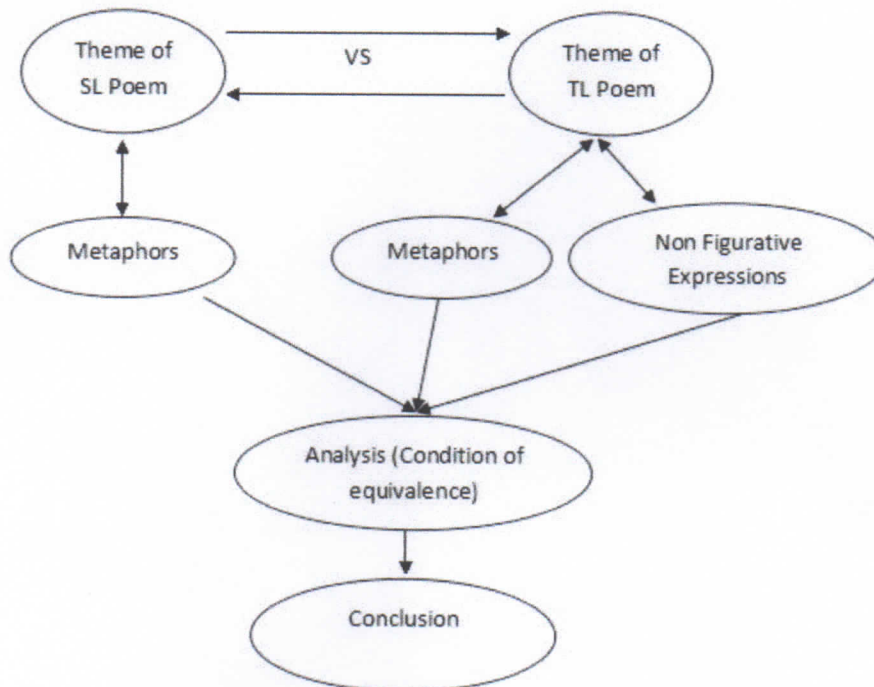 Theme of
SL Poem
VS
Theme of
TL Poem
Metaphors
Metaphors
Non Figurative
Expressions
Analysis (Condition of
equivalence)
Conclusion